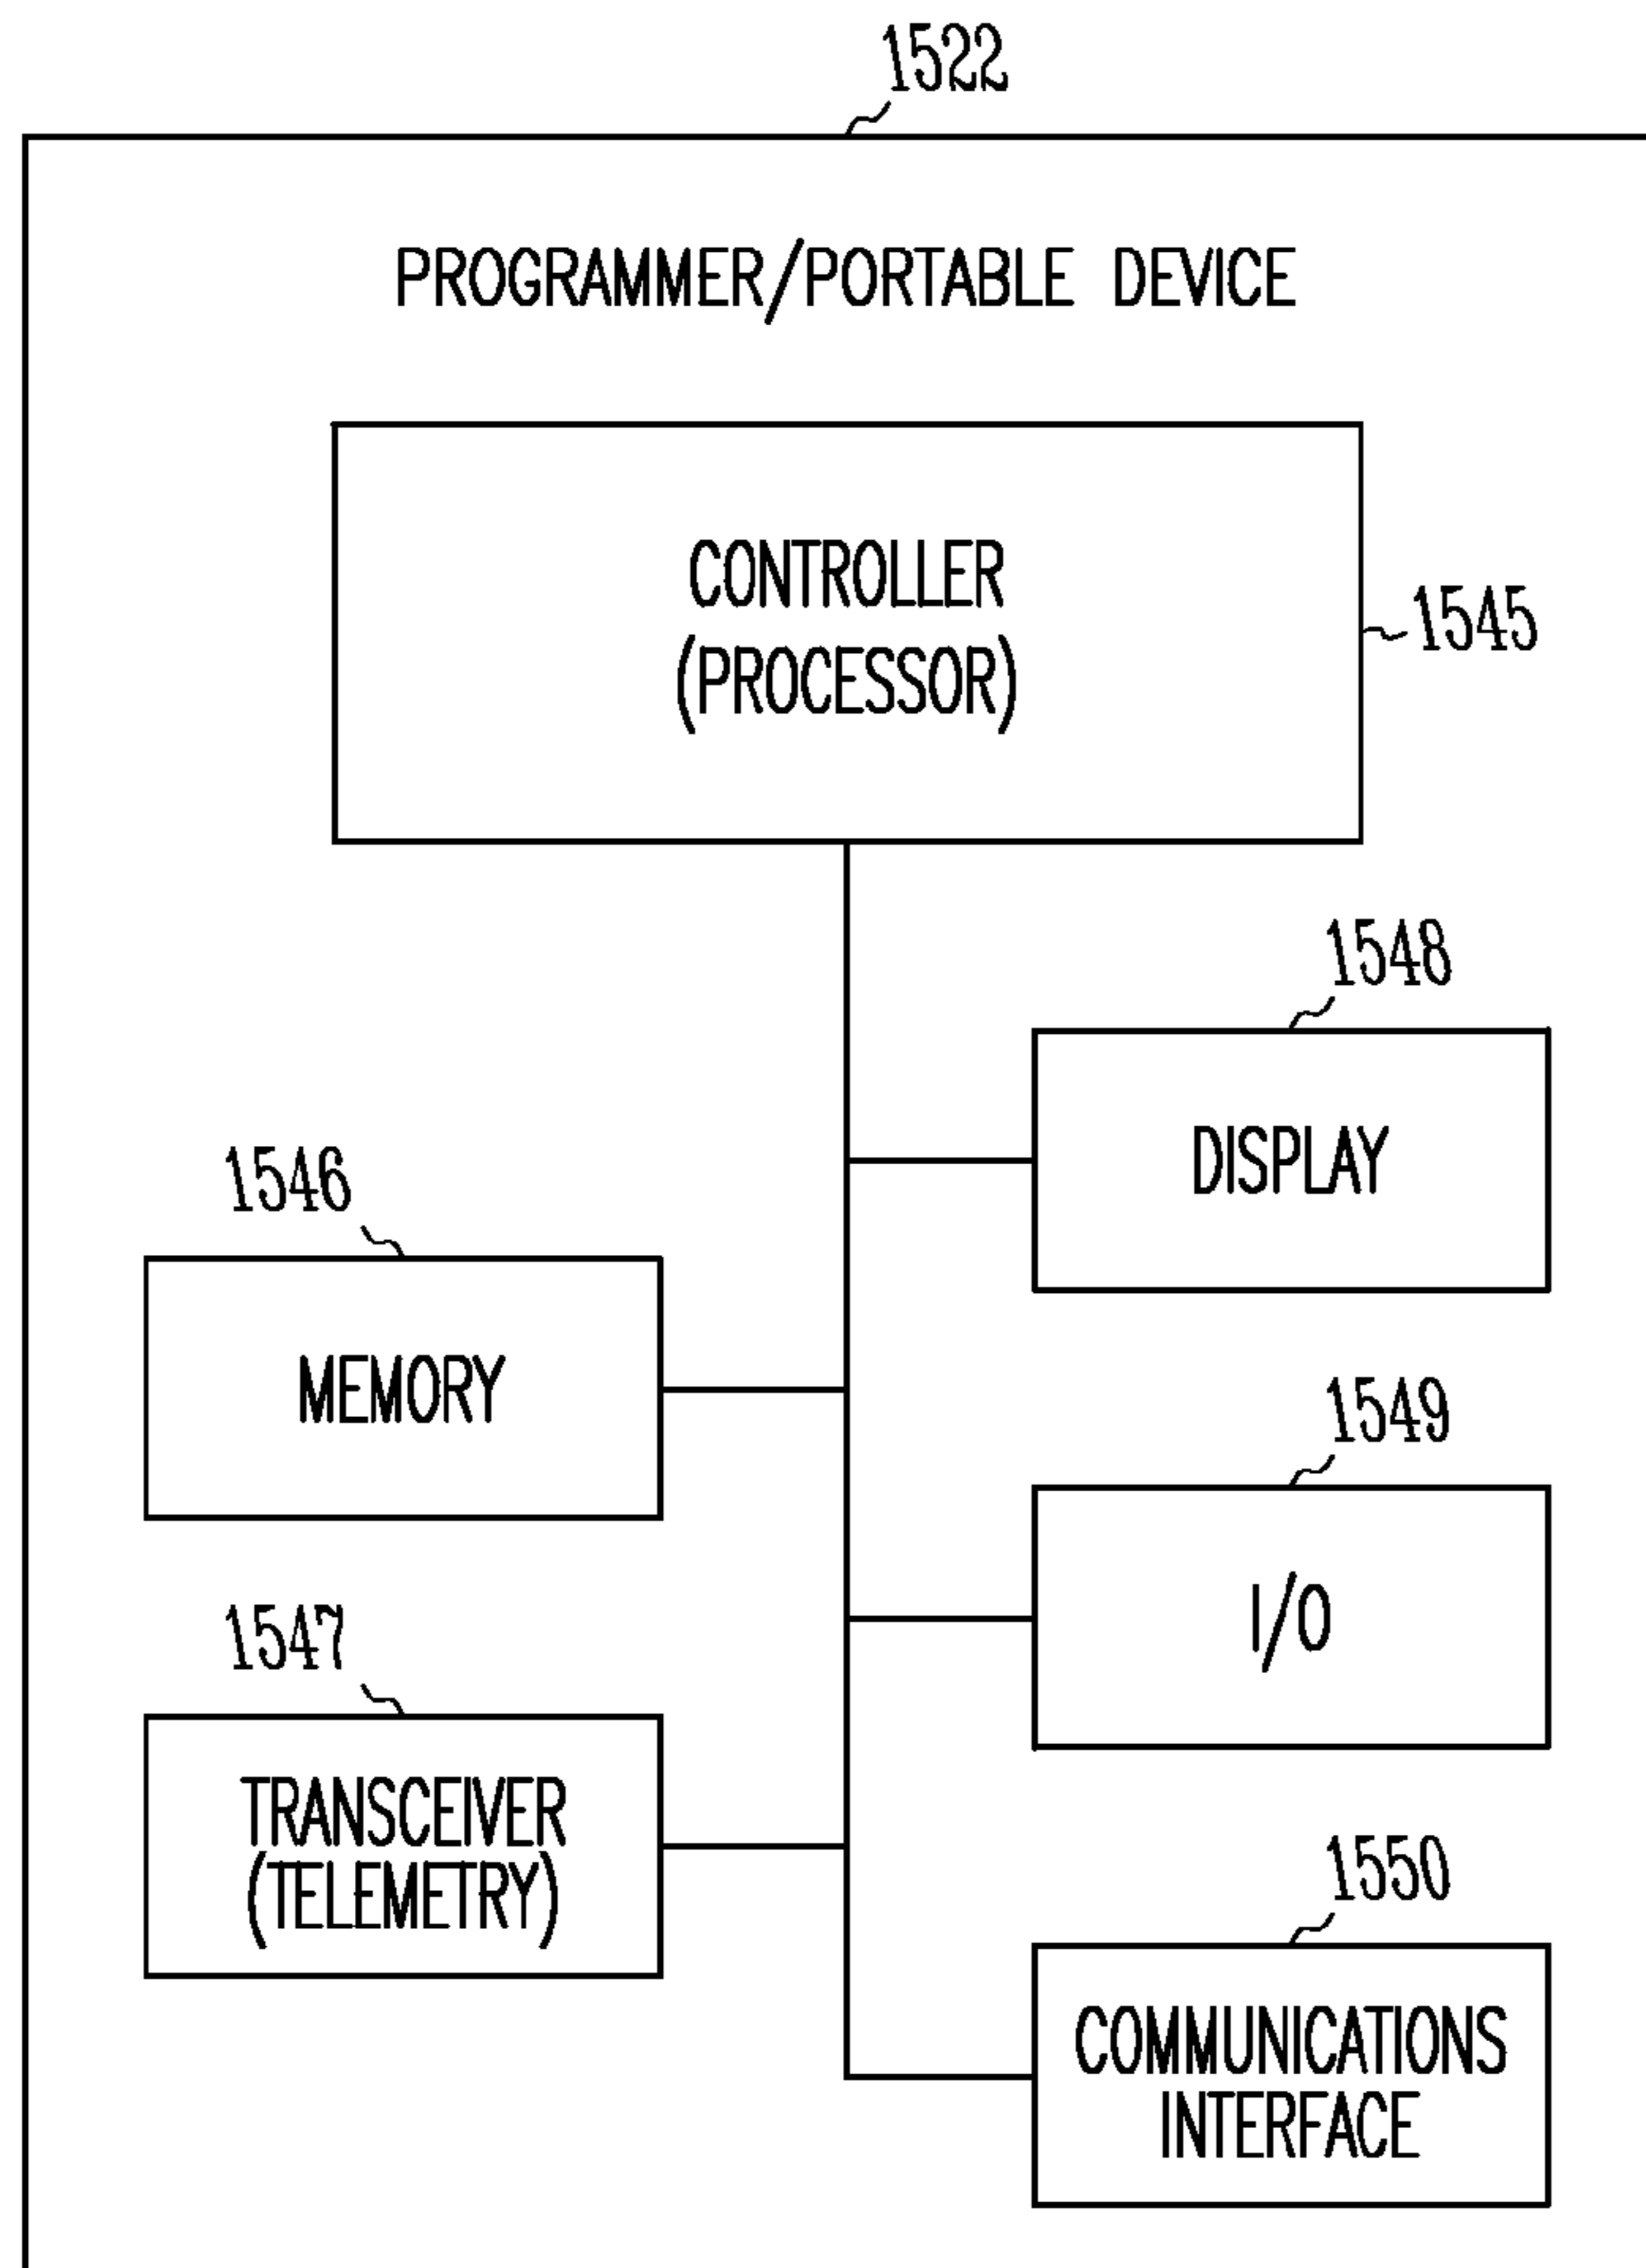 1522
PROGRAMMER/PORTABLE DEVICE
CONTROLLER
(PROCESSOR)
1545
1548
DISPLAY
1546
MEMORY
1549
I/O
1547
TRANSCEIVER
(TELEMETRY)
1550
COMMUNICATIONS
INTERFACE